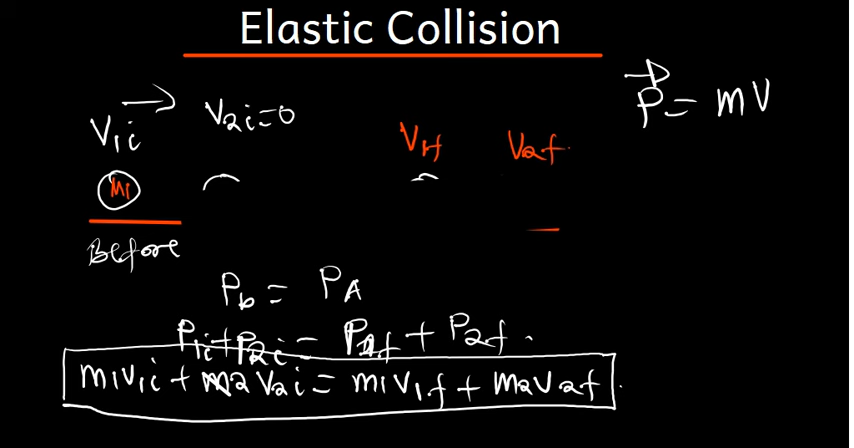 Elastic Collision
P = mV
V1i V2i=0
V1f V2f
M1
Before
Pb = PA
P1i+P2i = P1f + P2f.
m1V1i + m2V2i = m1V1f + m2V2f.